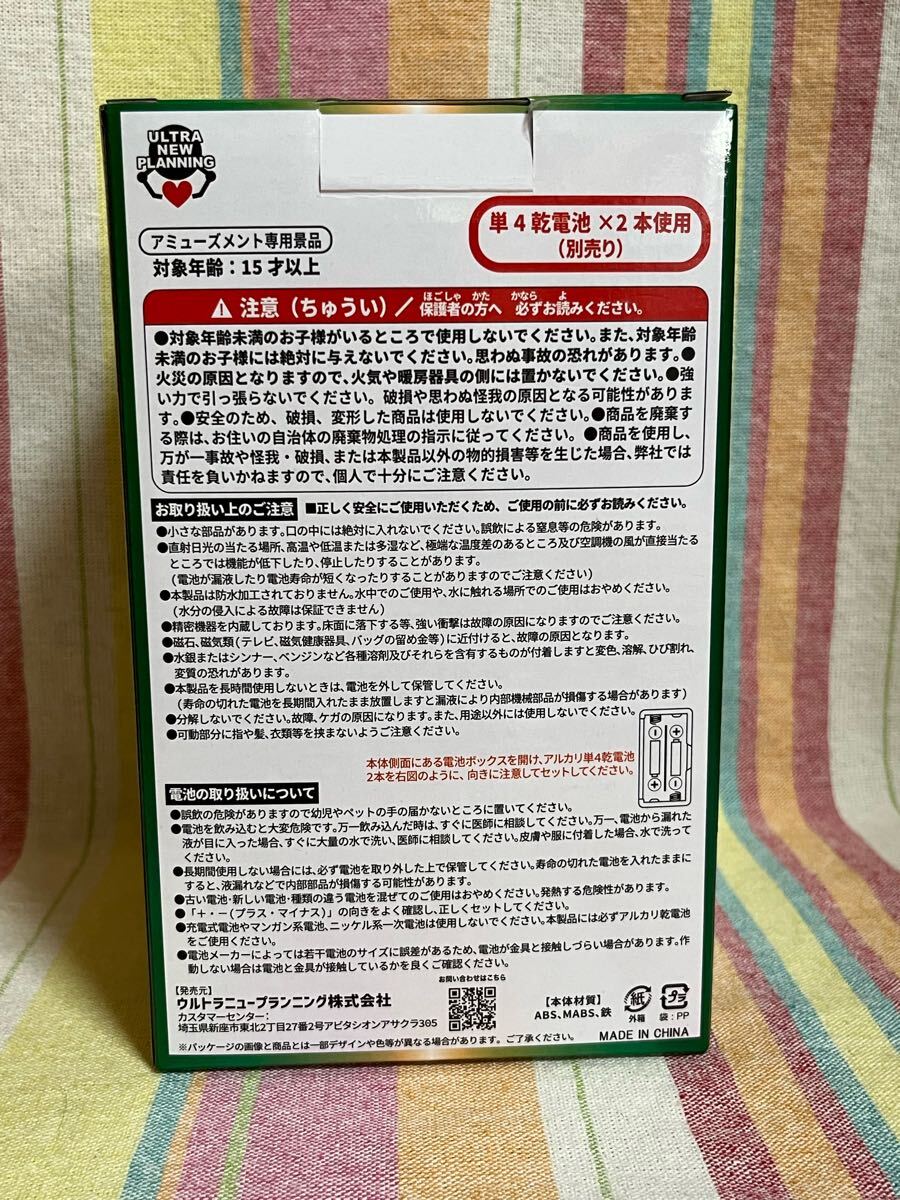 ULTRA
NEW
PLANNING
アミューズメント専用景品
対象年齢：15才以上
単4乾電池×2本使用
（別売り）
注意（ちゅうい）／保護者の方へ 必ずお読みください。
ほごしゃ かた かなら よ
●対象年齢未満のお子様がいるところで使用しないでください。また、対象年齢
未満のお子様には絶対に与えないでください。思わぬ事故の恐れがあります。●
火災の原因となりますので、火気や暖房器具の側には置かないでください。●強
い力で引っ張らないでください。破損や思わぬ怪我の原因となる可能性がありま
す。●安全のため、破損、変形した商品は使用しないでください。●商品を廃棄す
る際は、お住いの自治体の廃棄物処理の指示に従ってください。●商品を使用し、
万が一事故や怪我・破損、または本製品以外の物的損害等を生じた場合、弊社では
責任を負いかねますので、個人で十分にご注意ください。
お取り扱い上のご注意 ■正しく安全にご使用いただくため、ご使用の前に必ずお読みください。
●小さな部品があります。口の中には絶対に入れないでください。誤飲による窒息等の危険があります。
●直射日光の当たる場所、高温や低温または多湿など、極端な温度差のあるところ及び空調機の風が直接当たる
ところでは機能が低下したり、停止したりすることがあります。
（電池が漏液したり電池寿命が短くなったりすることがありますのでご注意ください）
●本製品は防水加工されておりません。水中でのご使用や、水に触れる場所でのご使用はおやめください。
（水分の侵入による故障は保証できません）
●精密機器を内蔵しております。床面に落下する等、強い衝撃は故障の原因になりますのでご注意ください。
●磁石、磁気類（テレビ、磁気健康器具、バッグの留め金等）に近付けると、故障の原因となります。
●水銀またはシンナー、ベンジンなど各種溶剤及びそれらを含有するものが付着しますと変色、溶解、ひび割れ、
変質の恐れがあります。
●本製品を長時間使用しないときは、電池を外して保管してください。
（寿命の切れた電池を長期間入れたまま放置しますと漏液により内部機械部品が損傷する場合があります）
●分解しないでください。故障、ケガの原因になります。また、用途以外には使用しないでください。
●可動部分に指や髪、衣類等を挟まないようご注意ください。
本体側面にある電池ボックスを開け、アルカリ単4乾電池
2本を右図のように、向きに注意してセットしてください。
電池の取り扱いについて
●誤飲の危険がありますので幼児やペットの手の届かないところに置いてください。
●電池を飲み込むと大変危険です。万一飲み込んだ時は、すぐに医師に相談してください。万一、電池から漏れた
液が目に入った場合、すぐに大量の水で洗い、医師に相談してください。皮膚や服に付着した場合、水で洗って
ください。
●長期間使用しない場合には、必ず電池を取り外した上で保管してください。寿命の切れた電池を入れたままに
すると、液漏れなどで内部部品が損傷する可能性があります。
●古い電池・新しい電池・種類の違う電池を混ぜてのご使用はおやめください。発熱する危険性があります。
●「＋・－（プラス・マイナス）」の向きをよく確認し、正しくセットしてください。
●充電式電池やマンガン系電池、ニッケル系一次電池は使用しないでください。本製品には必ずアルカリ乾電池
をご使用ください。
●電池メーカーによっては若干電池のサイズに誤差があるため、電池が金具と接触しづらい場合があります。作
動しない場合は電池と金具が接触しているかを良くご確認ください。
【発売元】
ウルトラニュープランニング株式会社
カスタマーセンター：
埼玉県新座市東北2丁目27番2号アビタシオンアサクラ305
お問い合わせはこちら
【本体材質】
ABS、MABS、鉄
紙
外箱
プラ
袋：PP
※パッケージの画像と商品とは一部デザインや色等が異なる場合があります。ご了承ください。
MADE IN CHINA